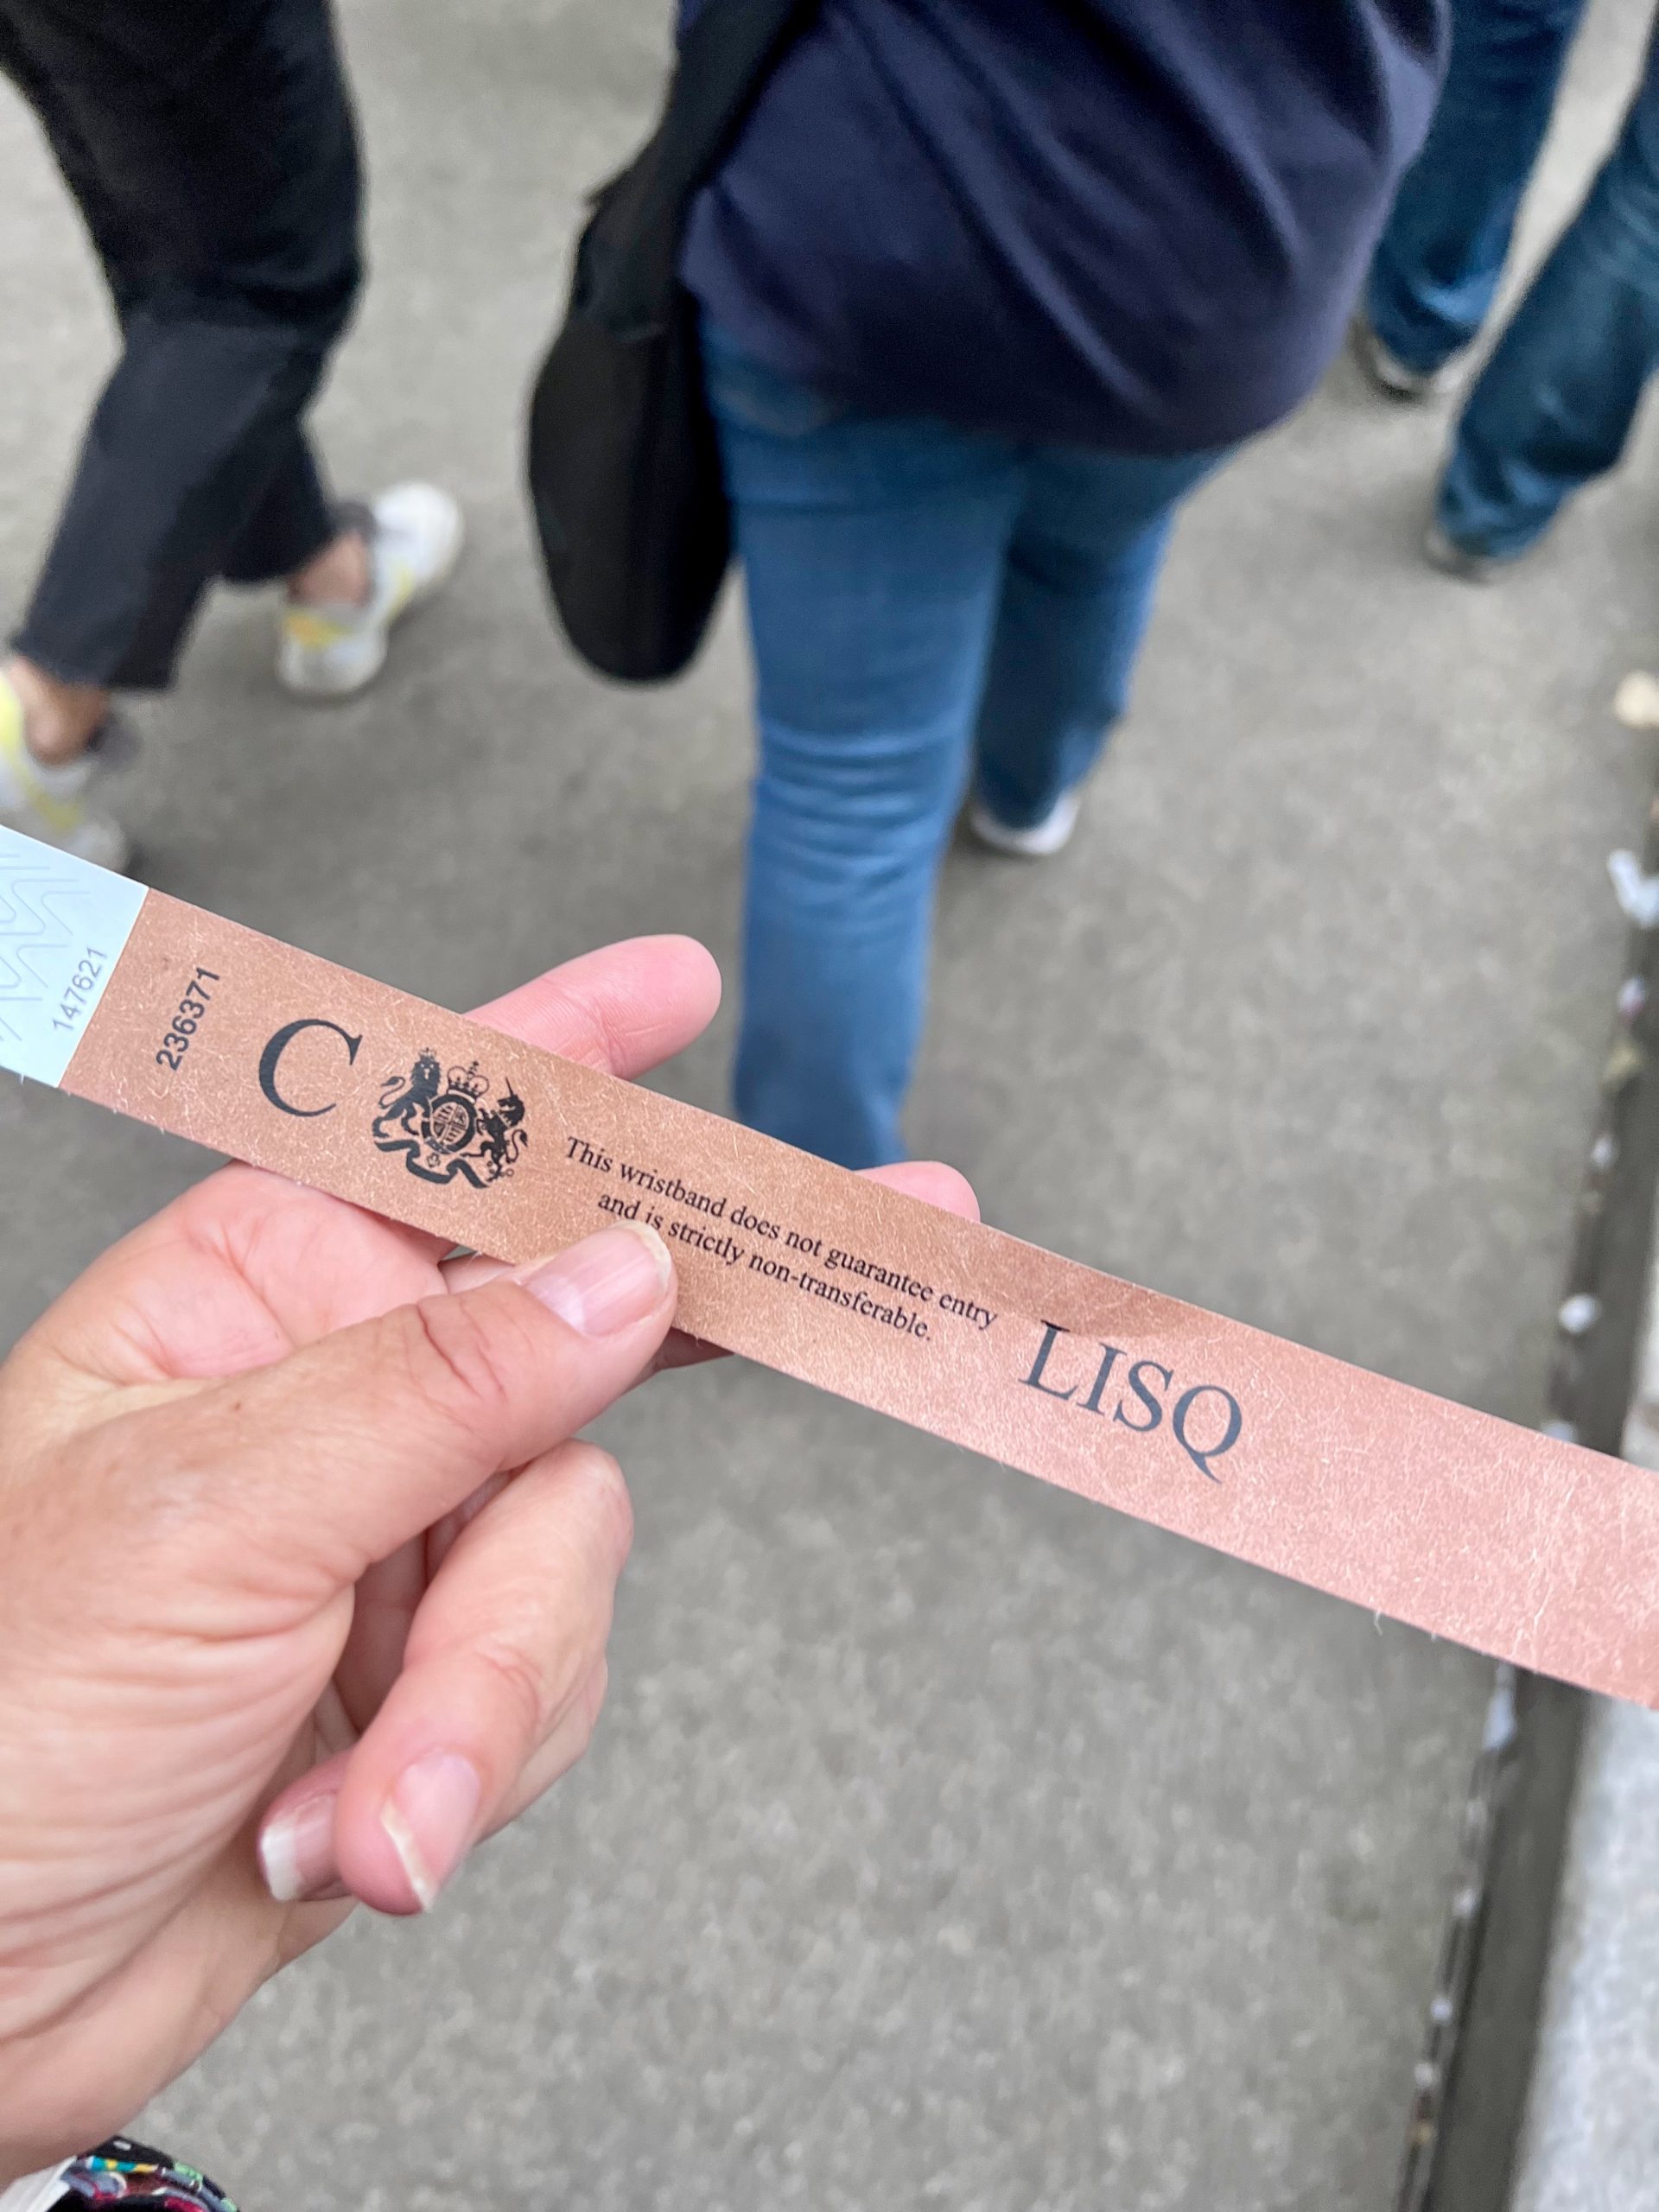 147621
236371
C
This wristband does not guarantee entry
and is strictly non-transferable.
LISQ